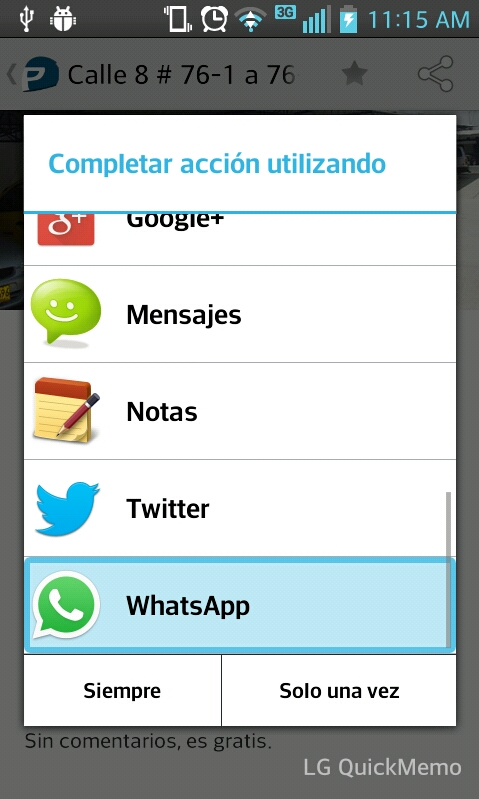 3G 11:15 AM
Calle 8 # 76-1 a 76
Completar acción utilizando
Google+
Mensajes
Notas
Twitter
WhatsApp
Siempre Solo una vez
Sin comentarios, es gratis.
LG QuickMemo